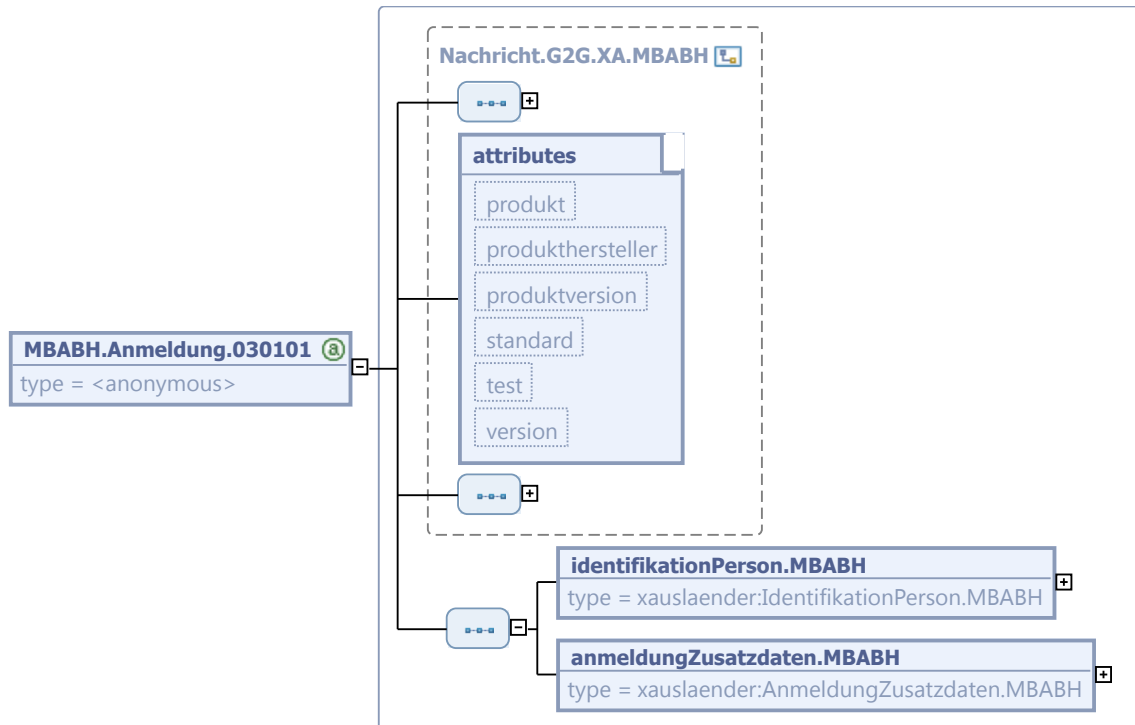 Nachricht.G2G.XA.MBABH
attributes
produkt
produkthersteller
produktversion
standard
test
version
MBABH.Anmeldung.030101 a
type = <anonymous>
identifikationPerson.MBABH
type = xauslaender:IdentifikationPerson.MBABH
anmeldungZusatzdaten.MBABH
type = xauslaender:AnmeldungZusatzdaten.MBABH